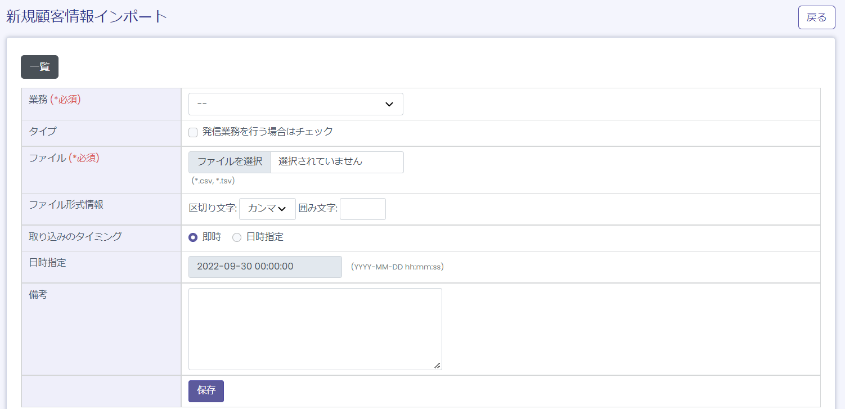 新規顧客情報インポート
戻る
一覧
業務 (*必須)
--
タイプ
発信業務を行う場合はチェック
ファイル (*必須)
ファイルを選択 選択されていません
(*.csv, *.tsv)
ファイル形式情報
区切り文字: カンマ 囲み文字:
取り込みのタイミング
即時 日時指定
日時指定
2022-09-30 00:00:00 (YYYY-MM-DD hh:mm:ss)
備考
保存